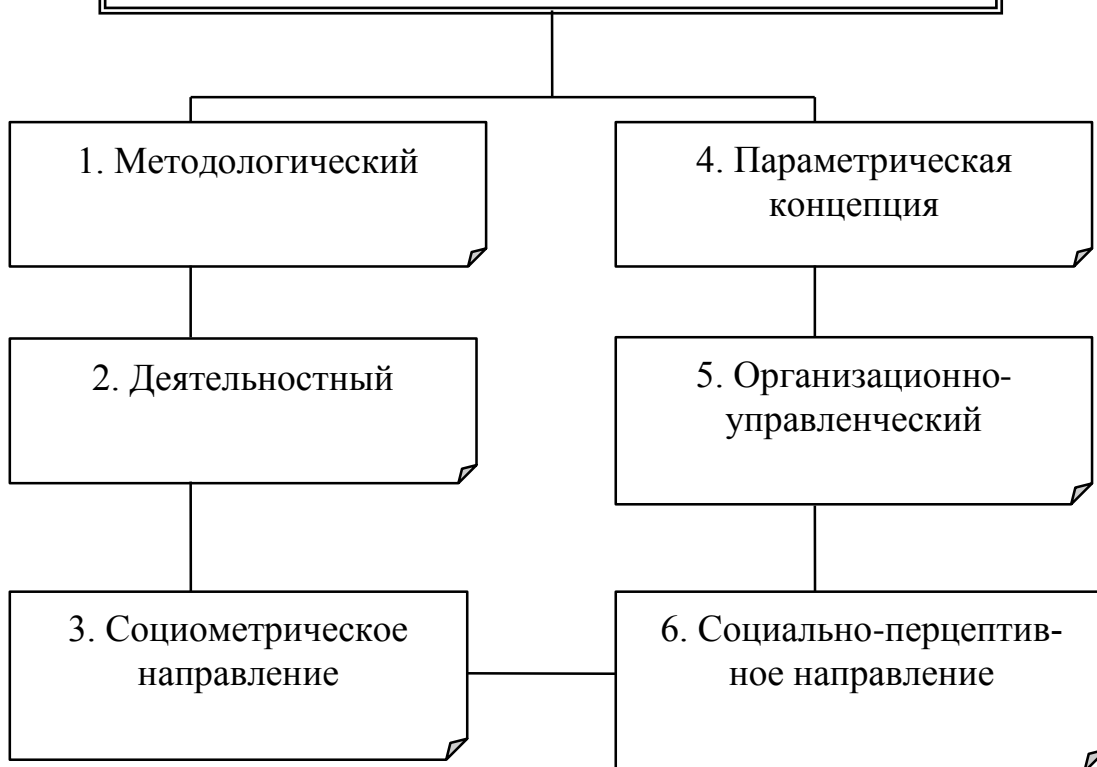 1. Методологический
2. Деятельностный
3. Социометрическое
направление
4. Параметрическая
концепция
5. Организационно-
управленческий
6. Социально-перцептив-
ное направление